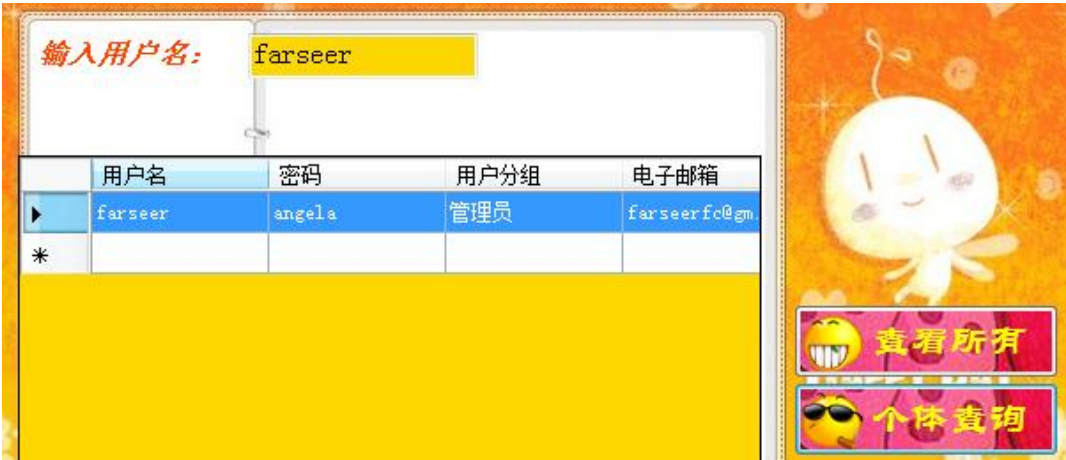 输入用户名: farseer
用户名 密码 用户分组 电子邮箱
farseer angela 管理员 farseerfc@gm.
查看所有
个体查询